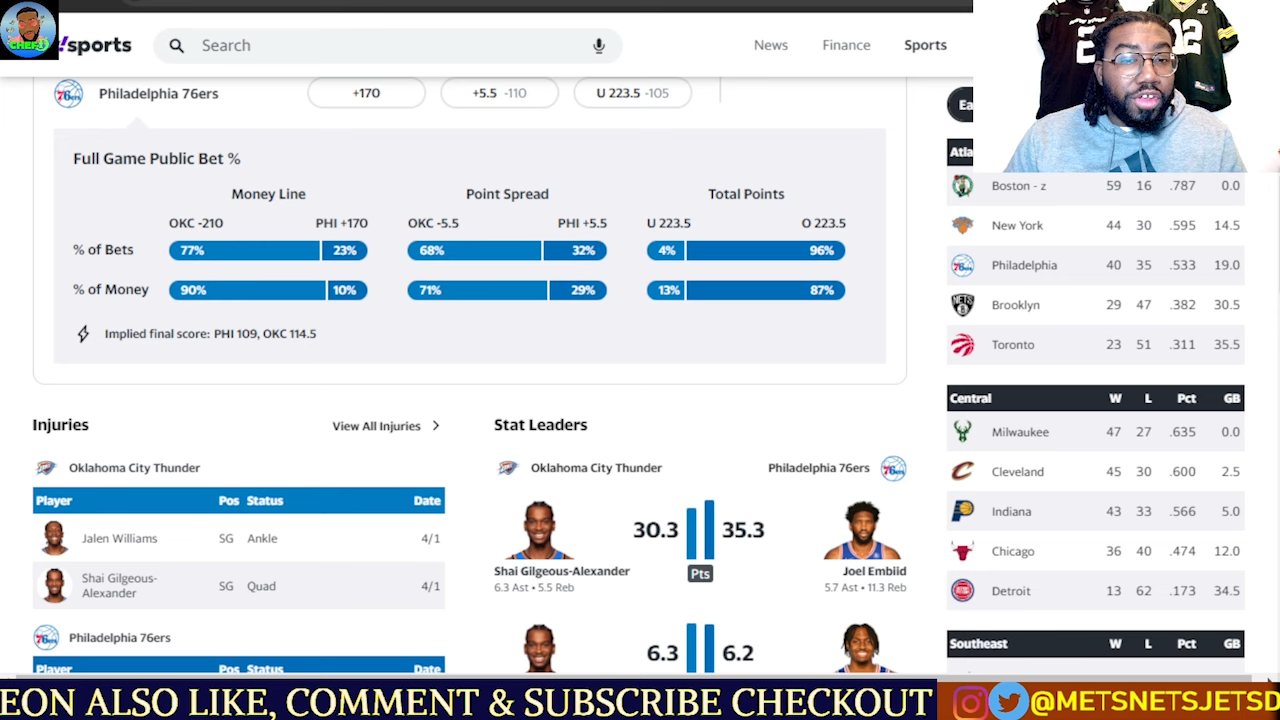 CHEFJ
!sports
Search
News Finance Sports
Philadelphia 76ers +170 +5.5 -110 U 223.5 -105
Full Game Public Bet %
Money Line Point Spread Total Points
OKC -210 PHI +170 OKC -5.5 PHI +5.5 U 223.5 O 223.5
% of Bets 77% 23% 68% 32% 4% 96%
% of Money 90% 10% 71% 29% 13% 87%
Implied final score: PHI 109, OKC 114.5
Injuries
View All Injuries
Oklahoma City Thunder
Player Pos Status Date
Jalen Williams SG Ankle 4/1
Shai Gilgeous-
Alexander SG Quad 4/1
Philadelphia 76ers
Player Date
Stat Leaders
Oklahoma City Thunder Philadelphia 76ers
30.3 35.3
Pts
Shai Gilgeous-Alexander Joel Embiid
6.3 Ast • 5.5 Reb 5.7 Ast • 11.3 Reb
6.3 6.2
Ea
Atla
Boston - z 59 16 .787 0.0
New York 44 30 .595 14.5
Philadelphia 40 35 .533 19.0
Brooklyn 29 47 .382 30.5
Toronto 23 51 .311 35.5
Central W L Pct GB
Milwaukee 47 27 .635 0.0
Cleveland 45 30 .600 2.5
Indiana 43 33 .566 5.0
Chicago 36 40 .474 12.0
Detroit 13 62 .173 34.5
Southeast W L Pct GB
2
12
EON ALSO LIKE, COMMENT & SUBSCRIBE CHECKOUT
@METSNETSJETSD